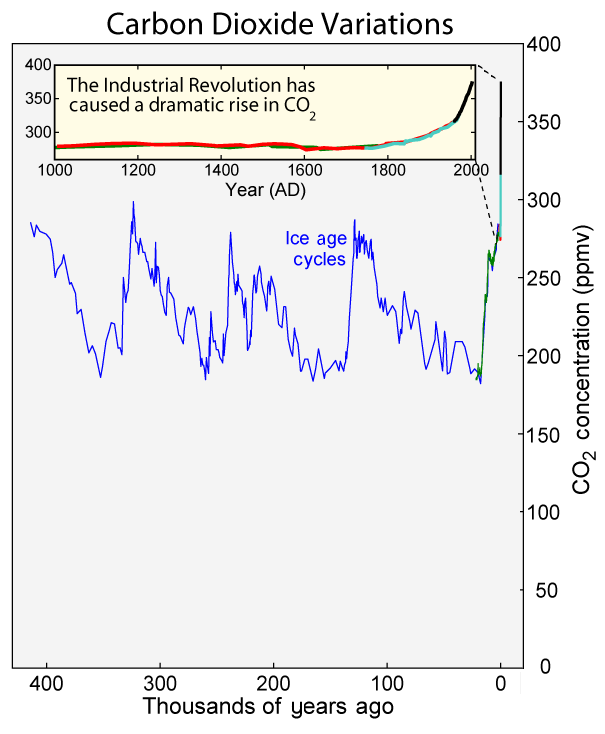 Carbon Dioxide Variations
400
350
300
The Industrial Revolution has
caused a dramatic rise in CO2
1000 1200 1400 1600 1800 2000
Year (AD)
Ice age
cycles
400
350
300
250
200
150
100
50
0
CO2 concentration (ppmv)
400 300 200 100 0
Thousands of years ago